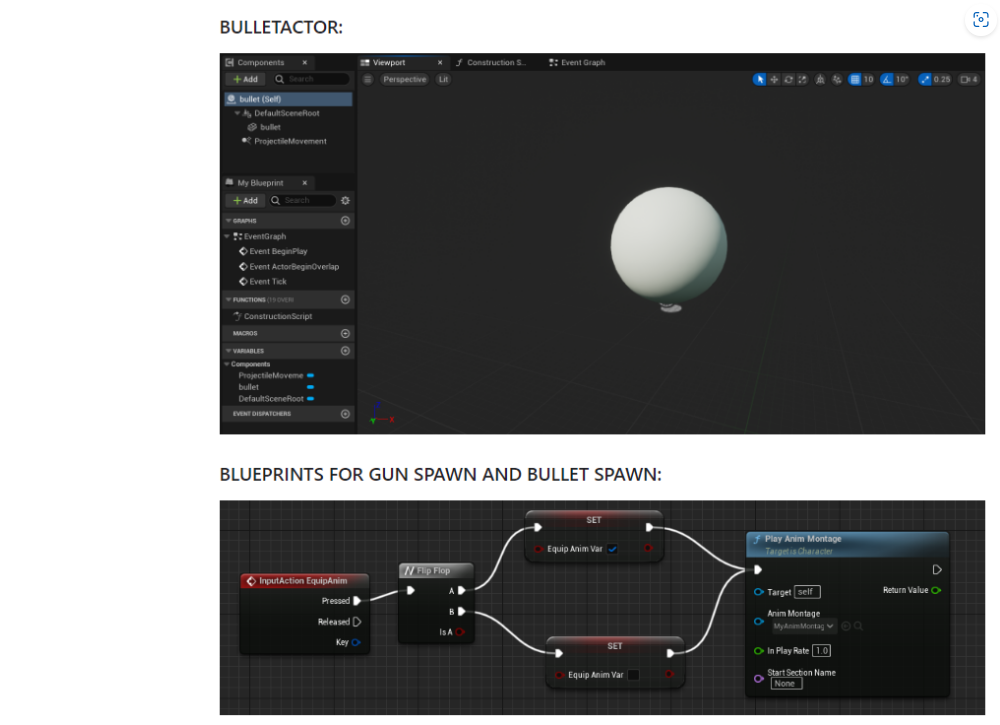 BULLETACTOR:
Components
Viewport
Construction S..
Event Graph
Add
Search
Perspective
Lit
10
10°
0.25
4
bullet (Self)
DefaultSceneRoot
bullet
ProjectileMovement
My Blueprint
Add
Search
GRAPHS
EventGraph
Event BeginPlay
Event ActorBeginOverlap
Event Tick
FUNCTIONS (19 OVERR
ConstructionScript
MACROS
VARIABLES
Components
ProjectileMoveme
bullet
DefaultSceneRoot
EVENT DISPATCHERS
BLUEPRINTS FOR GUN SPAWN AND BULLET SPAWN:
InputAction EquipAnim
Pressed
Released
Key
Flip Flop
A
B
Is A
SET
Equip Anim Var
SET
Equip Anim Var
Play Anim Montage
Target is Character
Target self
Return Value
Anim Montage
MyAnimMontag
In Play Rate 1.0
Start Section Name
None